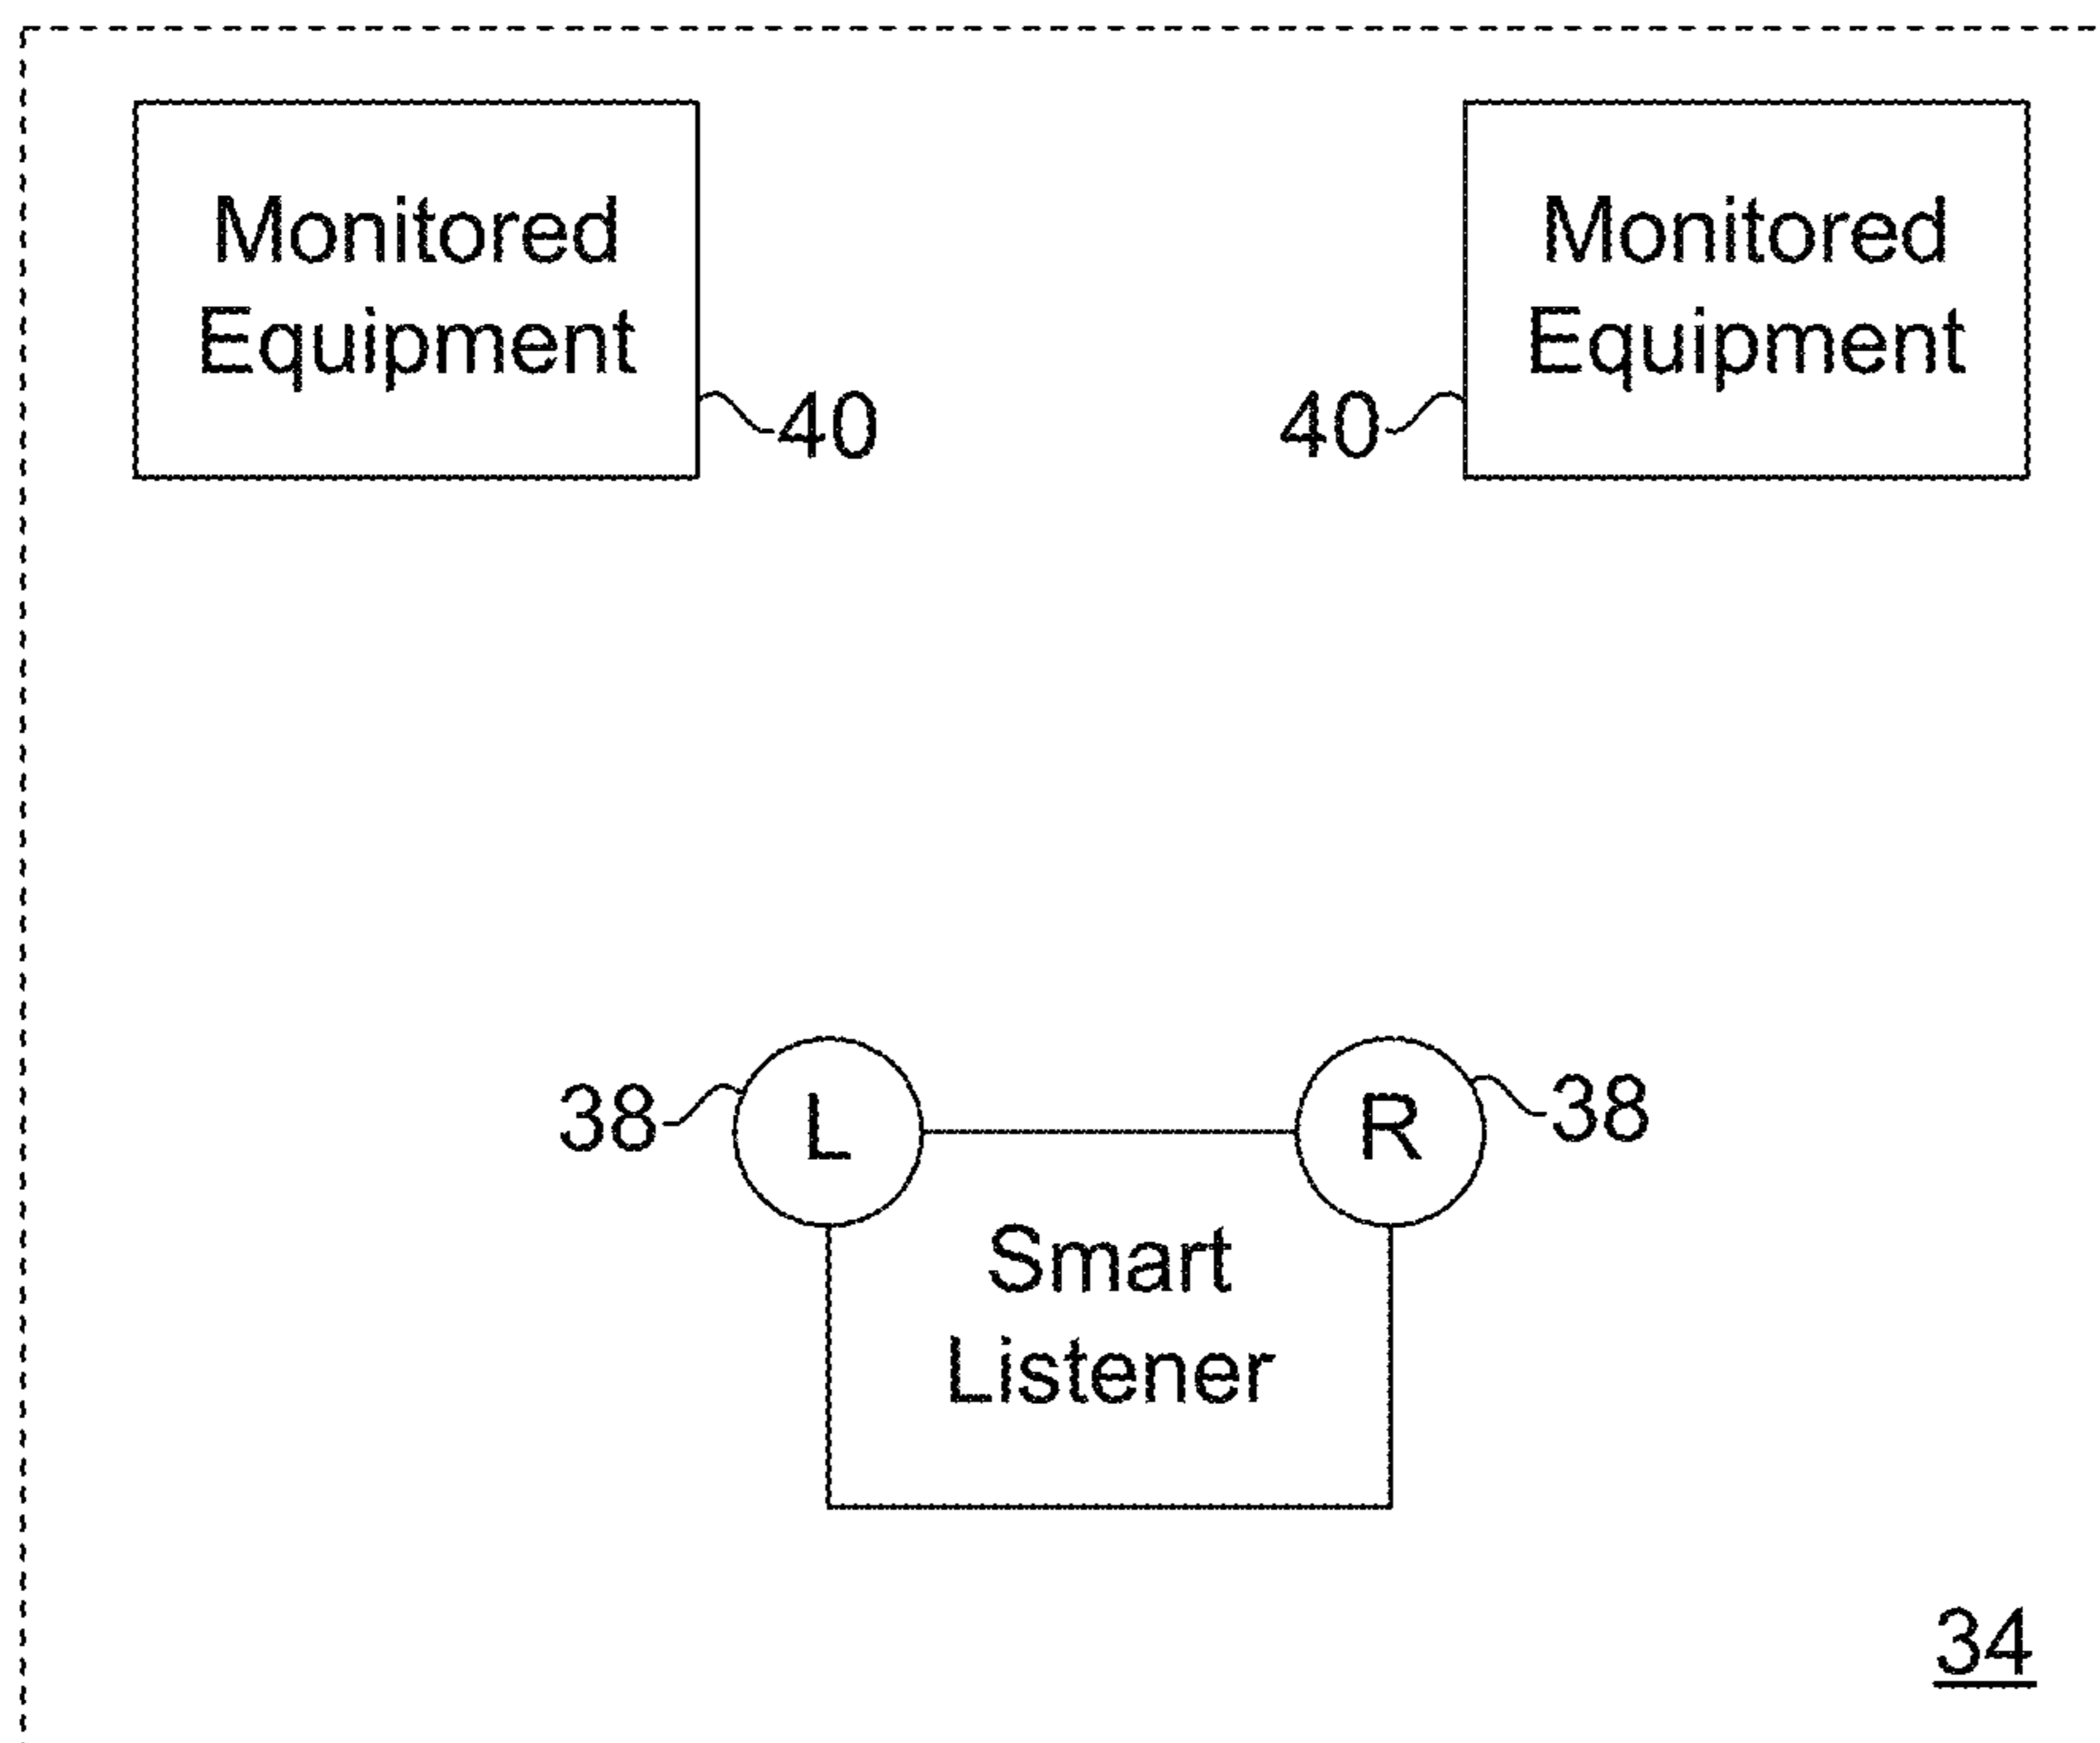 Monitored
Equipment
40
Monitored
Equipment
40
38
L
R
38
Smart
Listener
34